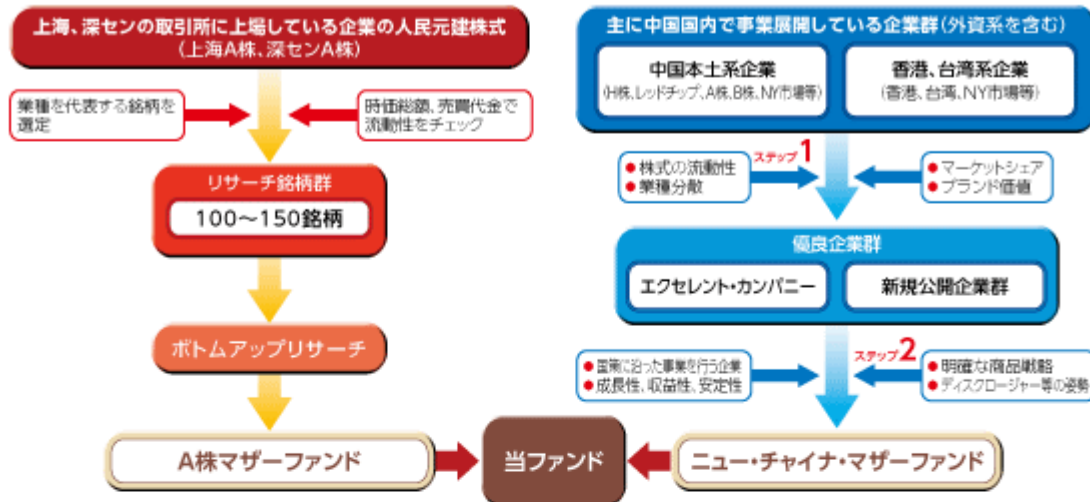 上海、深センの取引所に上場している企業の人民元建株式
(上海A株、深センA株)
業種を代表する銘柄を
選定
時価総額、売買代金で
流動性をチェック
リサーチ銘柄群
100～150銘柄
ボトムアップリサーチ
A株マザーファンド
当ファンド
主に中国国内で事業展開している企業群(外資系を含む)
中国本土系企業
(H株、レッドチップ、A株、B株、NY市場等)
香港、台湾系企業
(香港、台湾、NY市場等)
ステップ1
●株式の流動性
●業種分散
●マーケットシェア
●ブランド価値
優良企業群
エクセレント・カンパニー
新規公開企業群
ステップ2
●国策に沿った事業を行う企業
●成長性、収益性、安定性
●明確な商品戦略
●ディスクロージャー等の姿勢
ニュー・チャイナ・マザーファンド